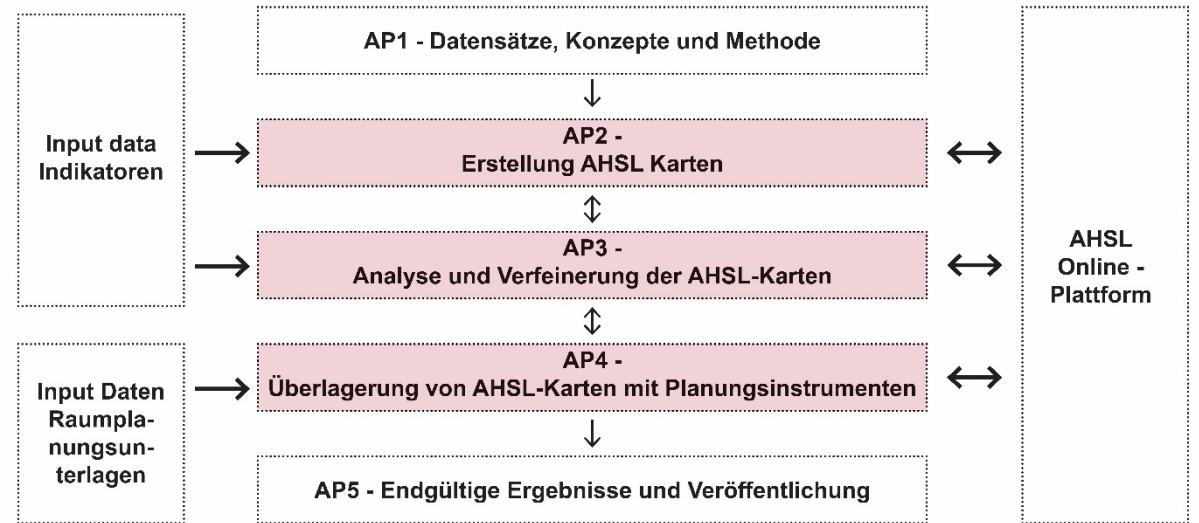 AP1 - Datensätze, Konzepte und Methode
Input data
Indikatoren
AP2 -
Erstellung AHSL Karten
AP3 -
Analyse und Verfeinerung der AHSL-Karten
AHSL
Online -
Plattform
Input Daten
Raumpla-
nungsun-
terlagen
AP4 -
Überlagerung von AHSL-Karten mit Planungsinstrumenten
AP5 - Endgültige Ergebnisse und Veröffentlichung